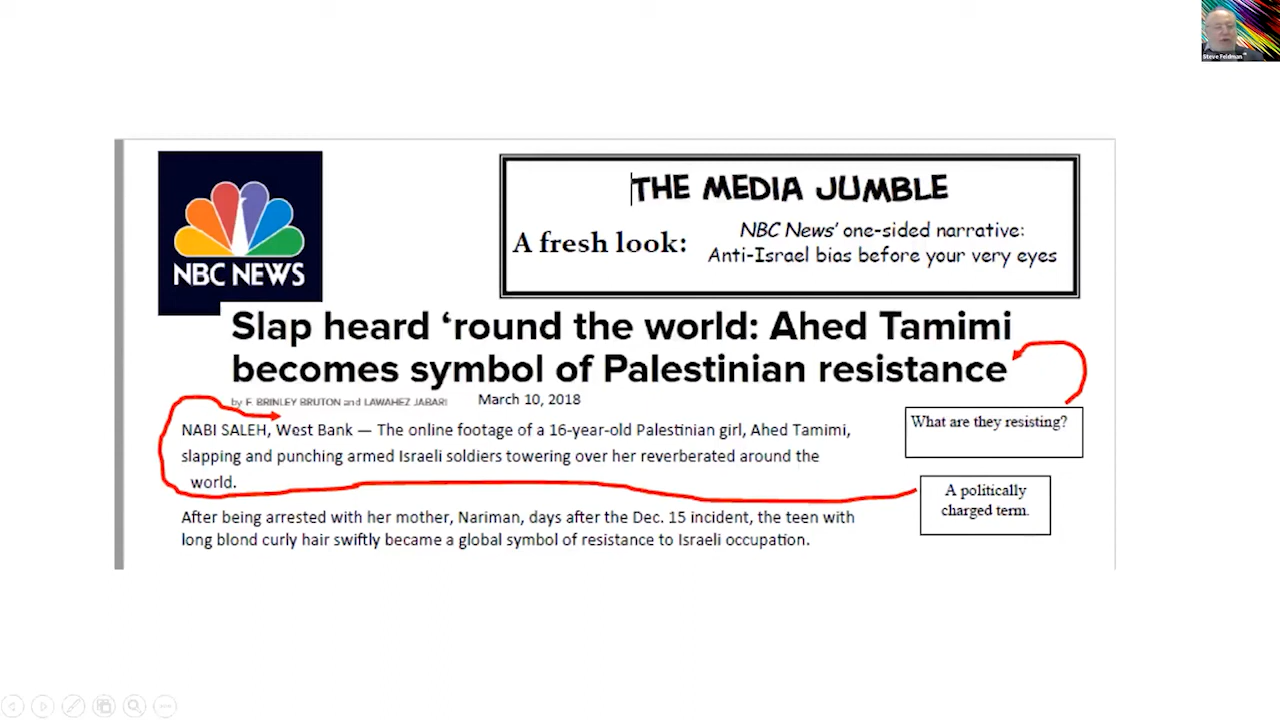 Steve Feldman
NBC NEWS
THE MEDIA JUMBLE
A fresh look:
NBC News' one-sided narrative:
Anti-Israel bias before your very eyes
Slap heard ‘round the world: Ahed Tamimi
becomes symbol of Palestinian resistance
by F. BRINLEY BRUTON and LAWAHEZ JABARI March 10, 2018
What are they resisting?
NABI SALEH, West Bank — The online footage of a 16-year-old Palestinian girl, Ahed Tamimi,
slapping and punching armed Israeli soldiers towering over her reverberated around the
world.
A politically
charged term.
After being arrested with her mother, Nariman, days after the Dec. 15 incident, the teen with
long blond curly hair swiftly became a global symbol of resistance to Israeli occupation.